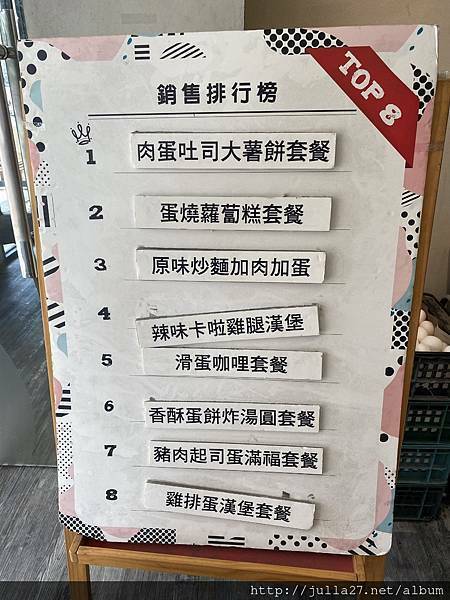 TOP 8
銷售排行榜
1 肉蛋吐司大薯餅套餐
2 蛋燒蘿蔔糕套餐
3 原味炒麵加肉加蛋
4 辣味卡啦雞腿漢堡
5 滑蛋咖哩套餐
6 香酥蛋餅炸湯圓套餐
7 豬肉起司蛋滿福套餐
8 雞排蛋漢堡套餐
http://julla27.net/album